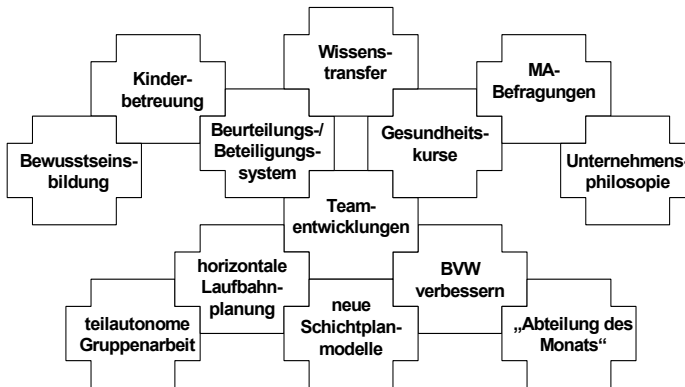 Wissens-
transfer
Kinder-
betreuung
MA-
Befragungen
Beurteilungs-/
Beteiligungs-
system
Gesundheits-
kurse
Bewusstseins-
bildung
Unternehmens-
philosopie
Team-
entwicklungen
horizontale
Laufbahn-
planung
BVW
verbessern
teilautonome
Gruppenarbeit
neue
Schichtplan-
modelle
„Abteilung des
Monats“